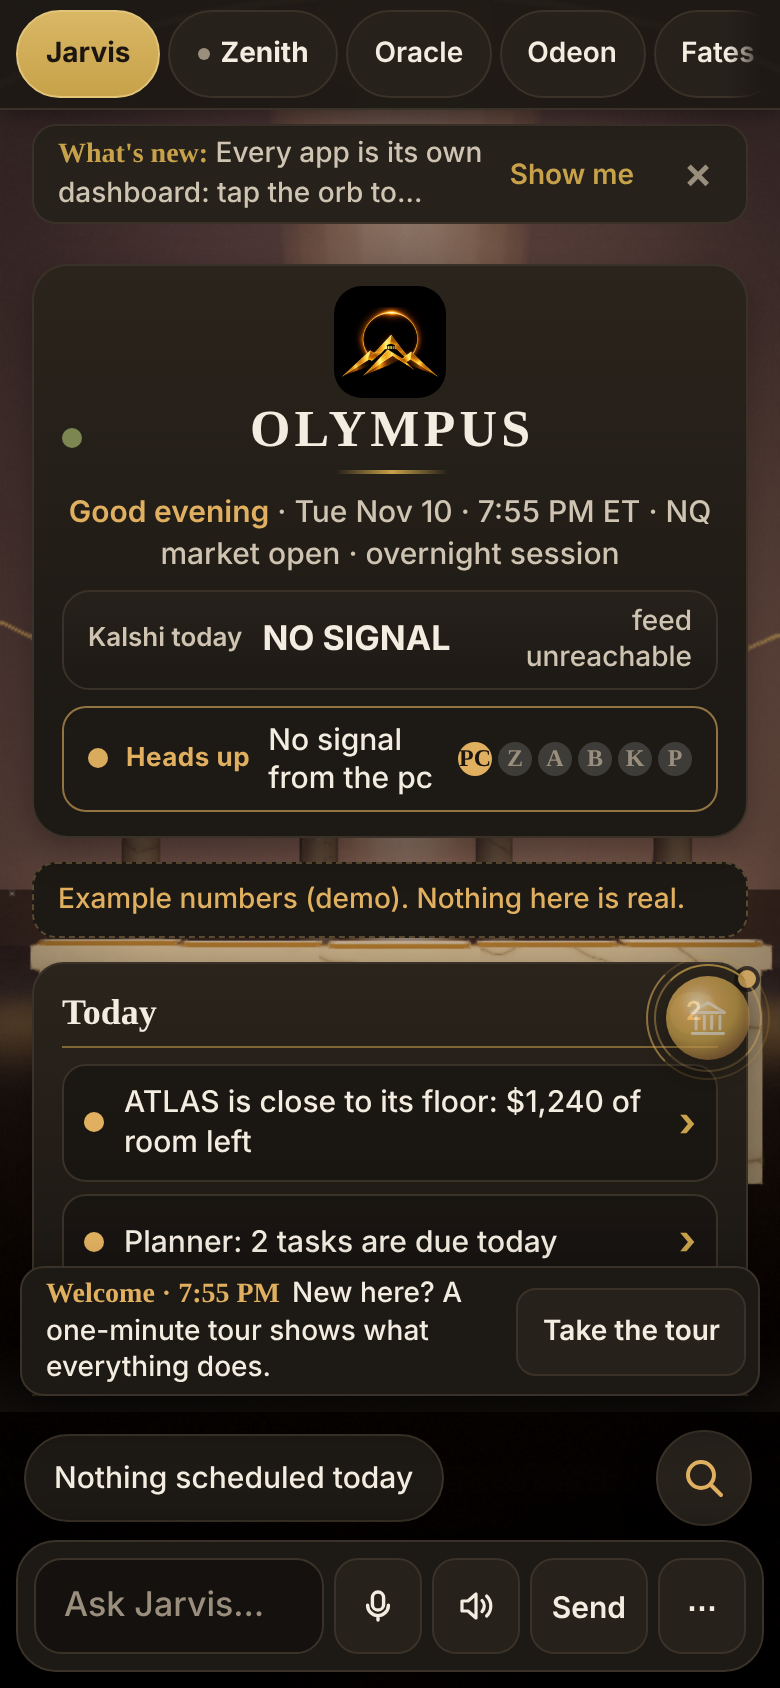 Jarvis
Zenith
Oracle
Odeon
Fates
What's new: Every app is its own
dashboard: tap the orb to...
Show me
×
OLYMPUS
Good evening · Tue Nov 10 · 7:55 PM ET · NQ
market open · overnight session
Kalshi today NO SIGNAL
feed
unreachable
Heads up
No signal
from the pc
PC Z A B K P
Example numbers (demo). Nothing here is real.
Today
2
ATLAS is close to its floor: $1,240 of
room left
Planner: 2 tasks are due today
Welcome · 7:55 PM New here? A
one-minute tour shows what
everything does.
Take the tour
Nothing scheduled today
Ask Jarvis...
Send
...